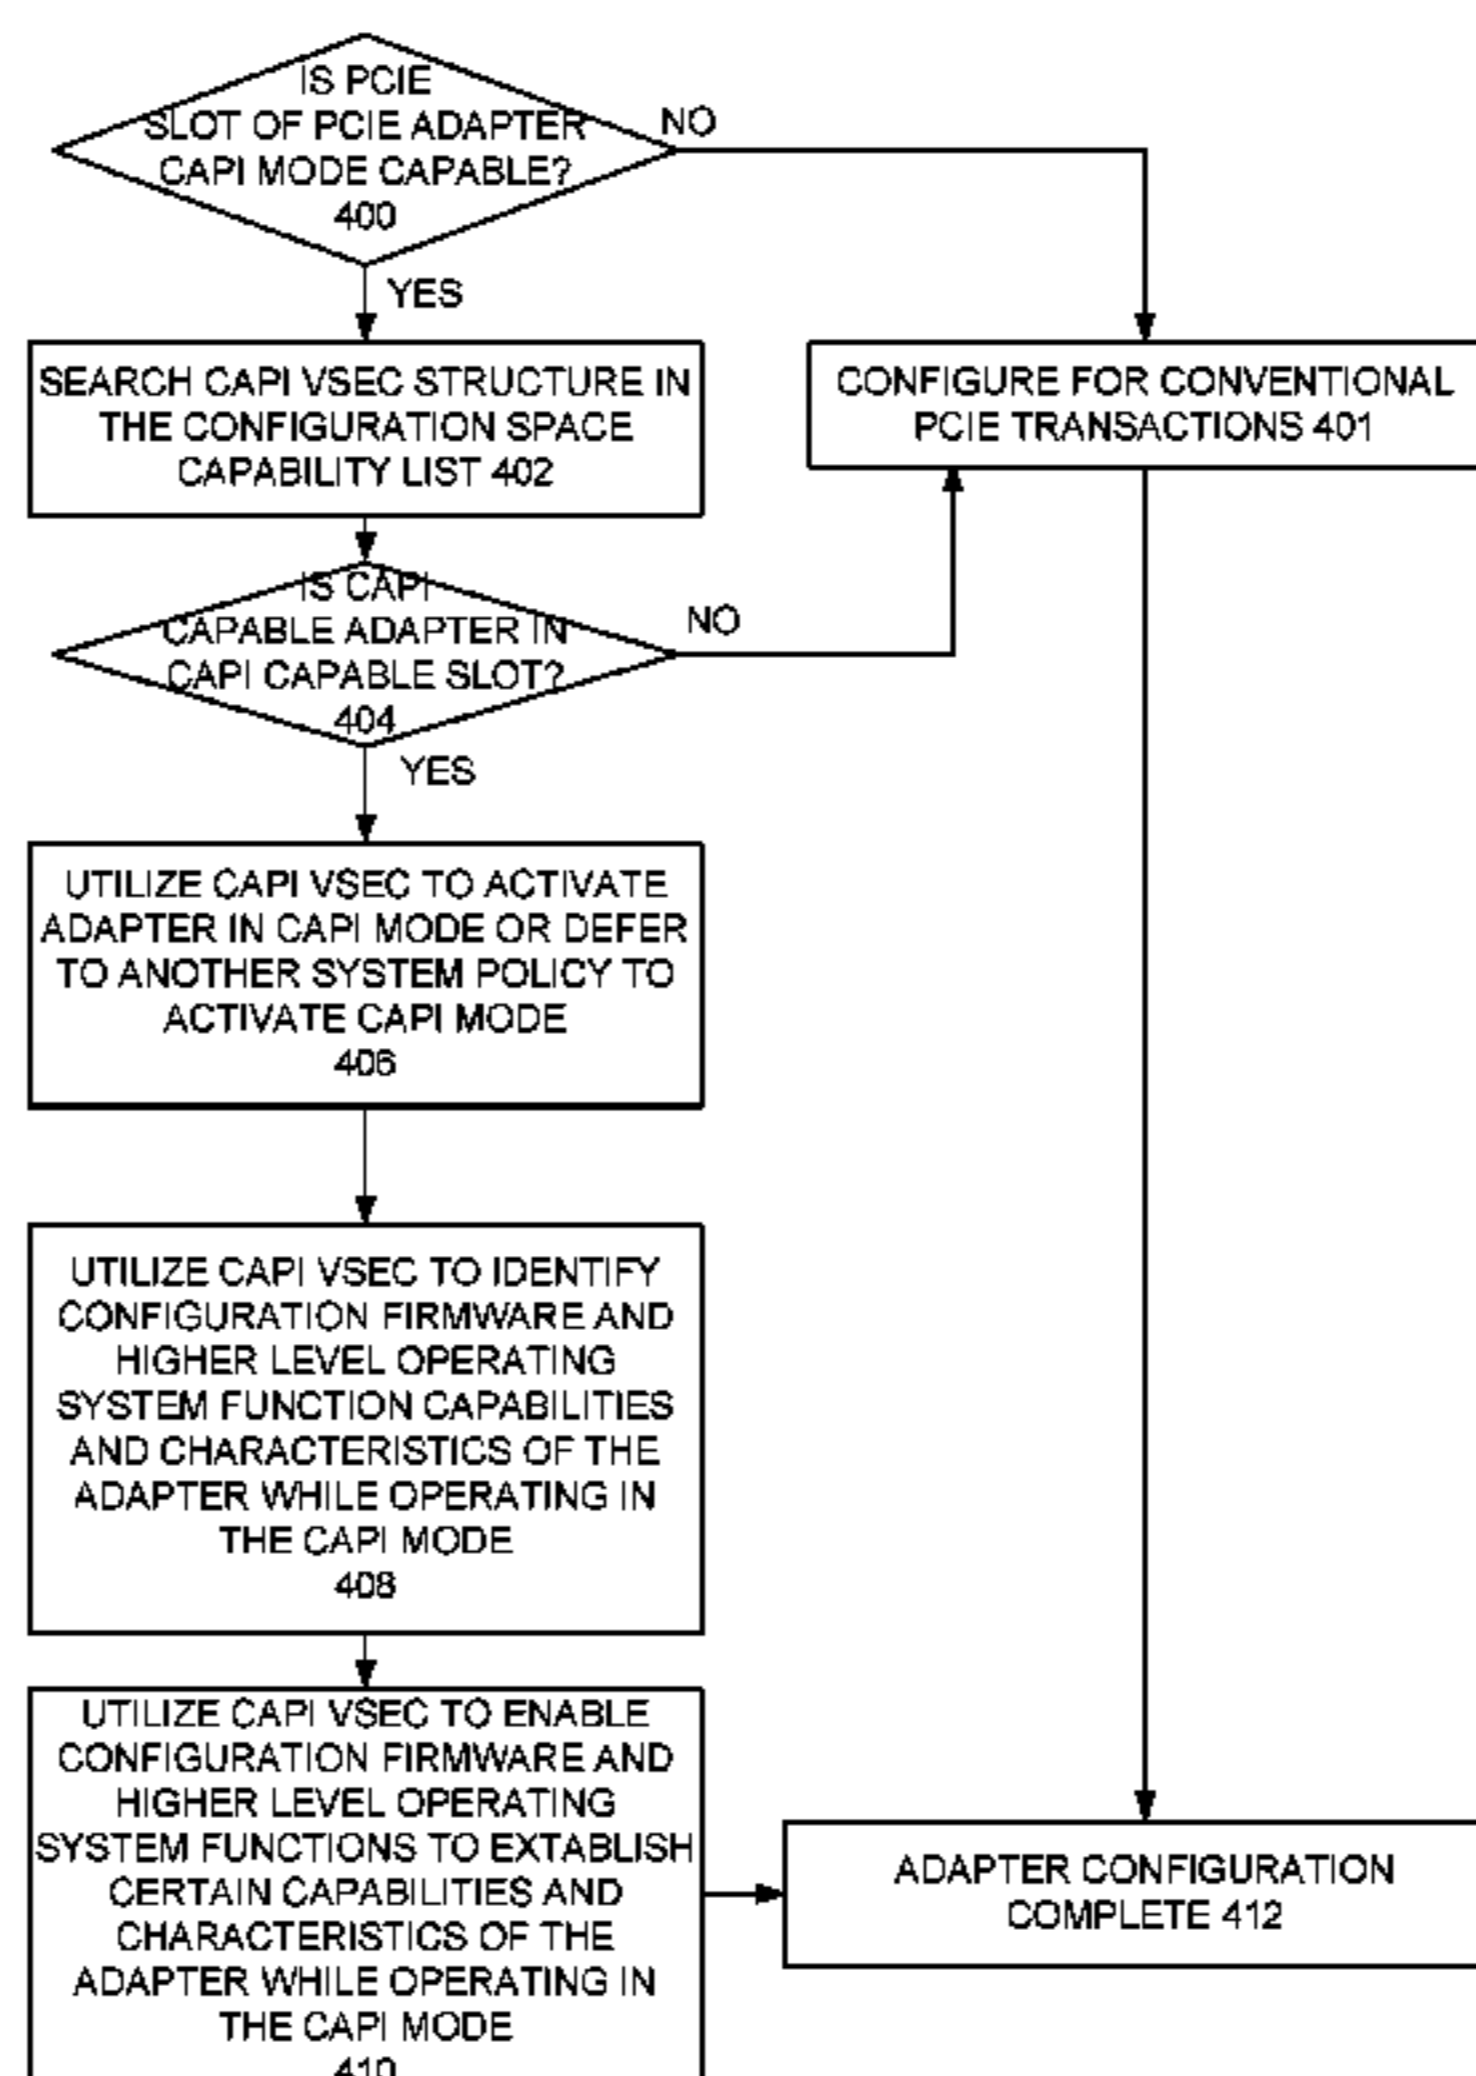 IS PCIE
SLOT OF PCIE ADAPTER
CAPI MODE CAPABLE?
400
NO
YES
SEARCH CAPI VSEC STRUCTURE IN
THE CONFIGURATION SPACE
CAPABILITY LIST 402
CONFIGURE FOR CONVENTIONAL
PCIE TRANSACTIONS 401
IS CAPI
CAPABLE ADAPTER IN
CAPI CAPABLE SLOT?
404
NO
YES
UTILIZE CAPI VSEC TO ACTIVATE
ADAPTER IN CAPI MODE OR DEFER
TO ANOTHER SYSTEM POLICY TO
ACTIVATE CAPI MODE
406
UTILIZE CAPI VSEC TO IDENTIFY
CONFIGURATION FIRMWARE AND
HIGHER LEVEL OPERATING
SYSTEM FUNCTION CAPABILITIES
AND CHARACTERISTICS OF THE
ADAPTER WHILE OPERATING IN
THE CAPI MODE
408
UTILIZE CAPI VSEC TO ENABLE
CONFIGURATION FIRMWARE AND
HIGHER LEVEL OPERATING
SYSTEM FUNCTIONS TO EXTABLISH
CERTAIN CAPABILITIES AND
CHARACTERISTICS OF THE
ADAPTER WHILE OPERATING IN
THE CAPI MODE
410
ADAPTER CONFIGURATION
COMPLETE 412